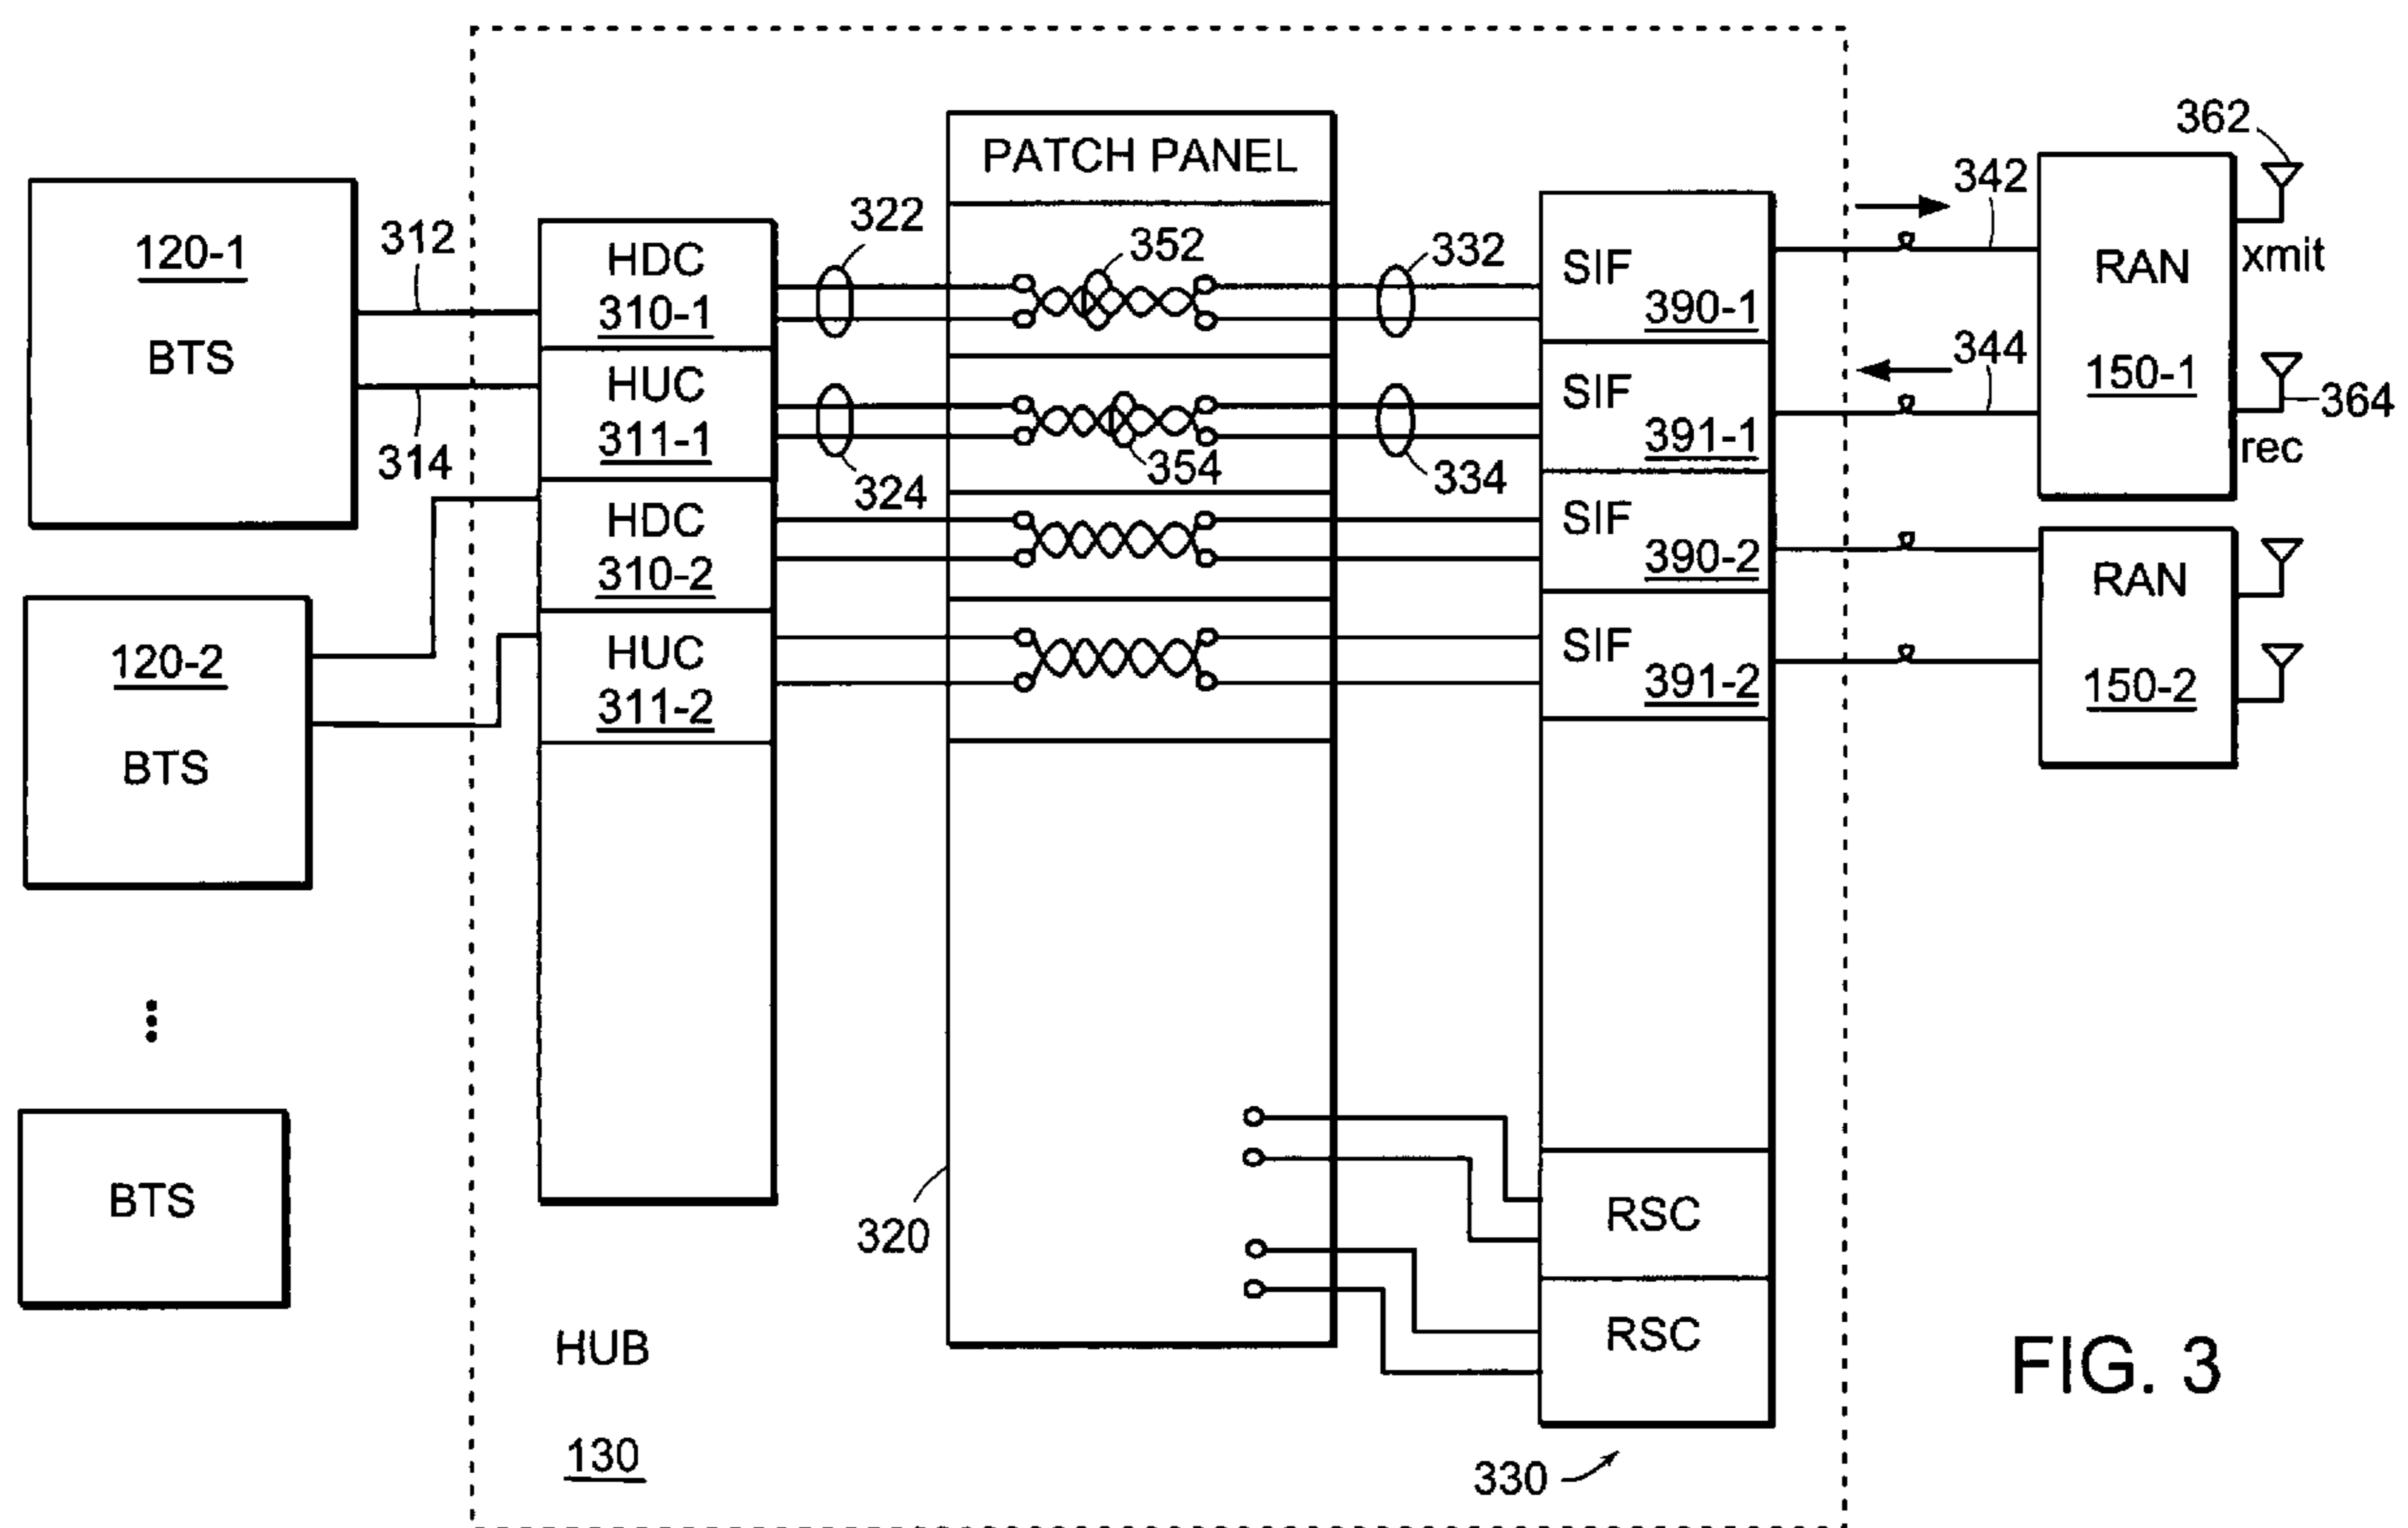 PATCH PANEL
120-1
BTS
312
314
HDC
310-1
HUC
311-1
HDC
310-2
HUC
311-2
322
324
352
354
332
334
SIF
390-1
SIF
391-1
SIF
390-2
SIF
391-2
342
344
RAN
150-1
362
xmit
364
rec
RAN
150-2
120-2
BTS
BTS
320
RSC
RSC
330
HUB
130
FIG. 3